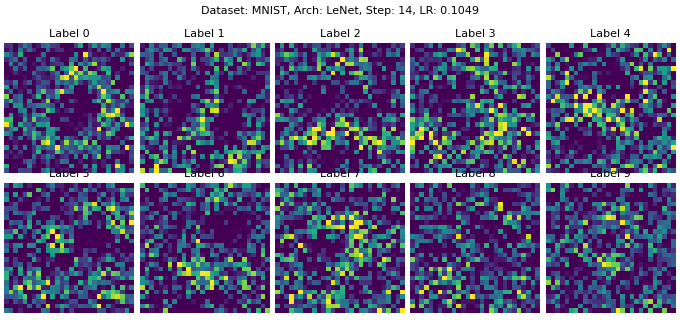 Dataset: MNIST, Arch: LeNet, Step: 14, LR: 0.1049
Label 0 Label 1 Label 2 Label 3 Label 4
Label 5 Label 6 Label 7 Label 8 Label 9